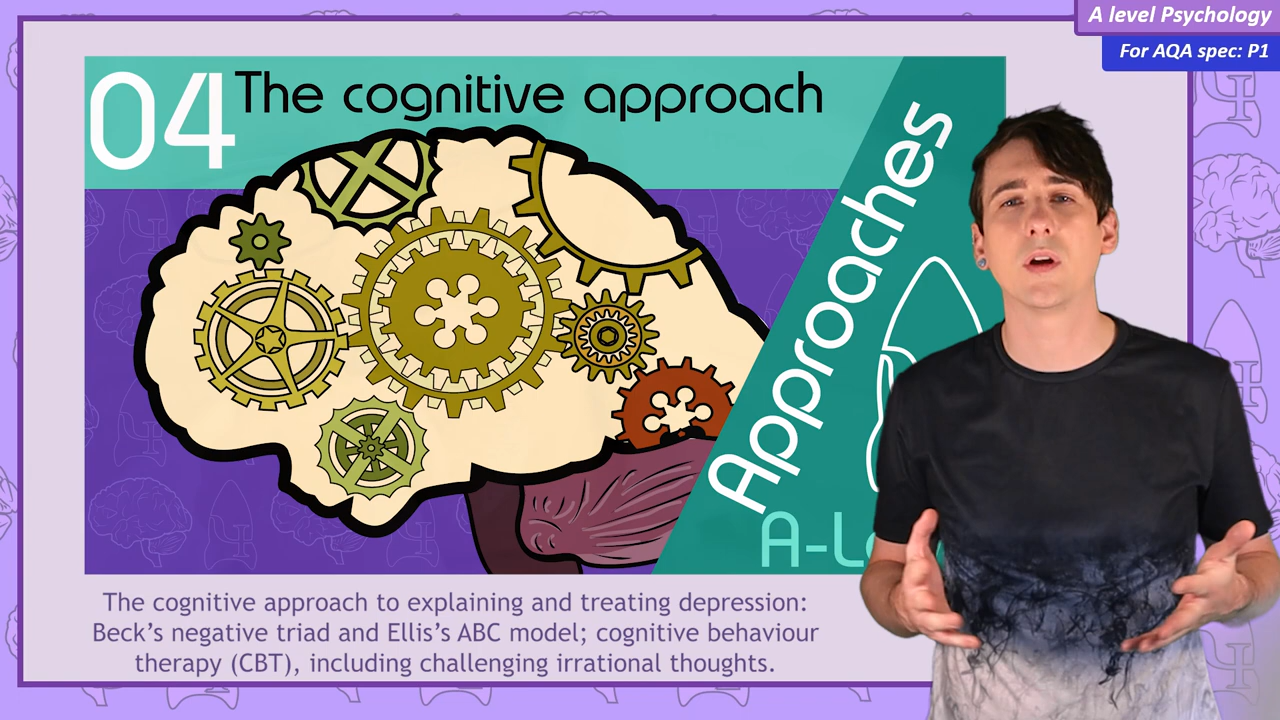 A level Psychology
For AQA spec: P1
04 The cognitive approach
Approaches
The cognitive approach to explaining and treating depression:
Beck's negative triad and Ellis's ABC model; cognitive behaviour
therapy (CBT), including challenging irrational thoughts.